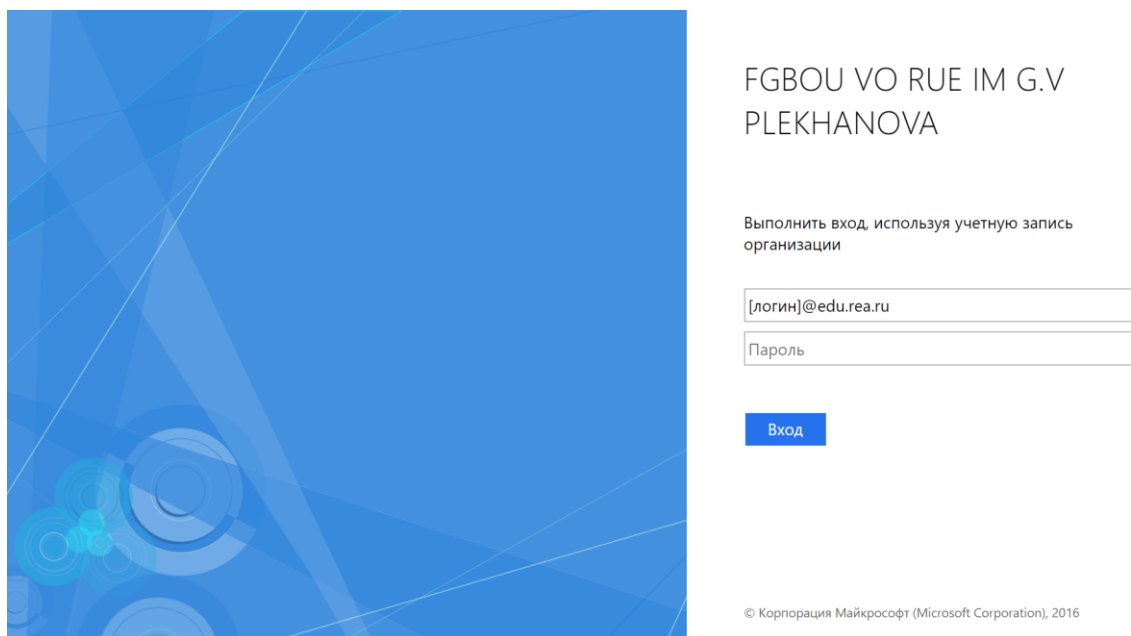 FGBOU VO RUE IM G.V
PLEKHANOVA
Выполнить вход, используя учетную запись
организации
[логин]@edu.rea.ru
Пароль
Вход
© Корпорация Майкрософт (Microsoft Corporation), 2016